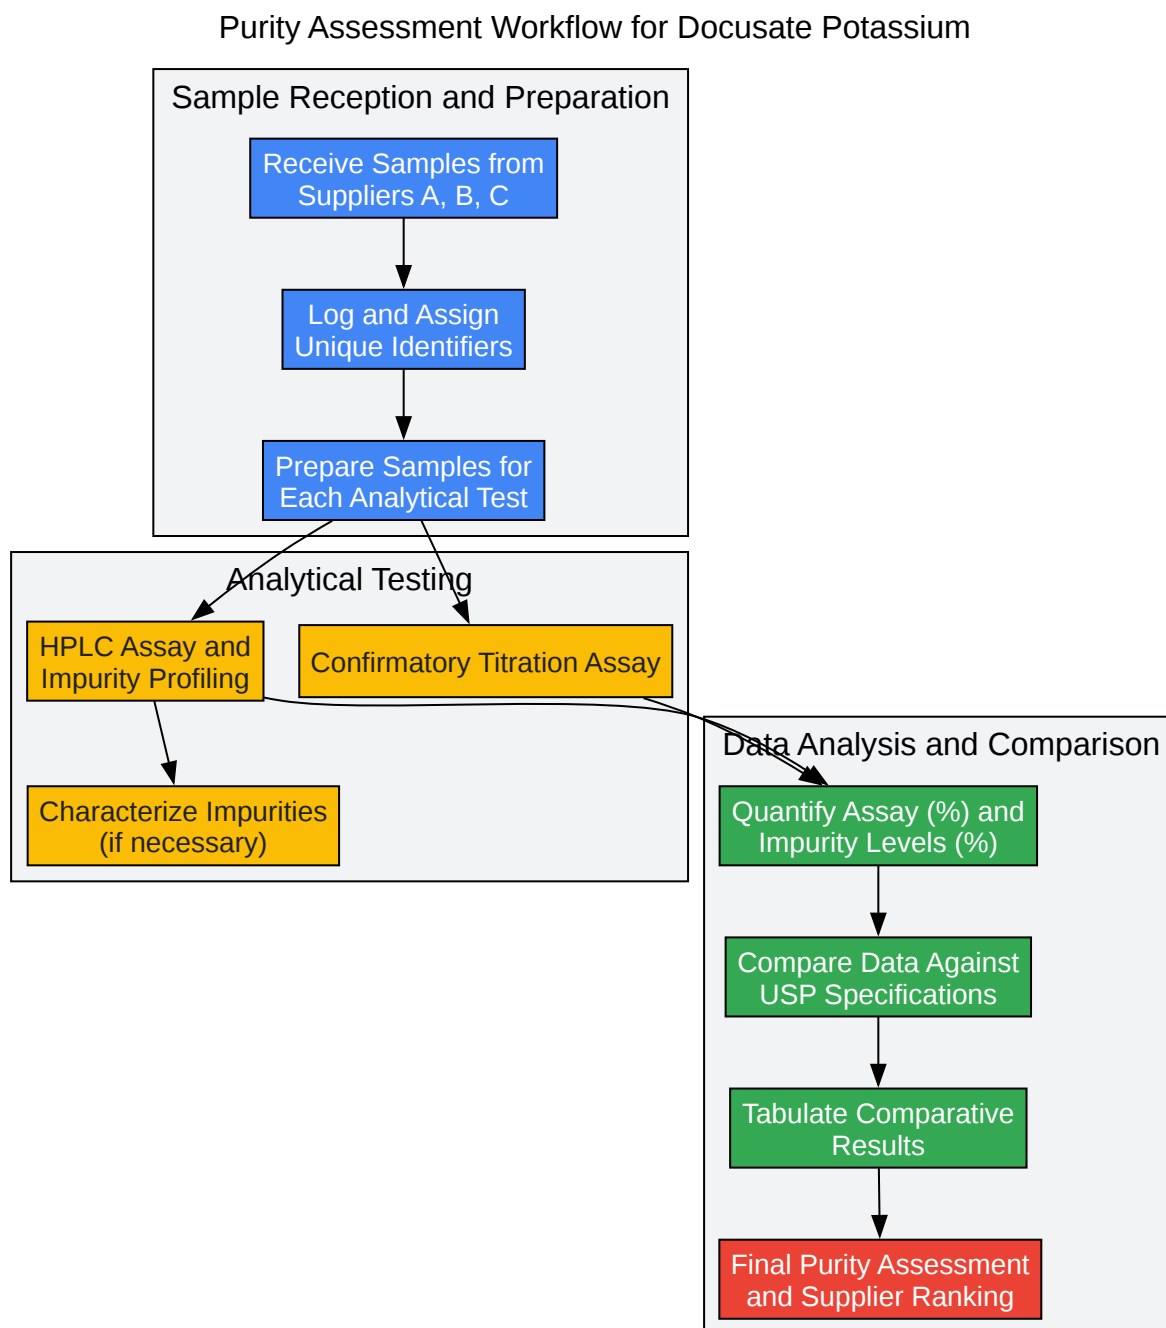 Purity Assessment Workflow for Docusate Potassium
Sample Reception and Preparation
Receive Samples from
Suppliers A, B, C
Log and Assign
Unique Identifiers
Prepare Samples for
Each Analytical Test
Analytical Testing
HPLC Assay and
Impurity Profiling
Confirmatory Titration Assay
Characterize Impurities
(if necessary)
Data Analysis and Comparison
Quantify Assay (%) and
Impurity Levels (%)
Compare Data Against
USP Specifications
Tabulate Comparative
Results
Final Purity Assessment
and Supplier Ranking